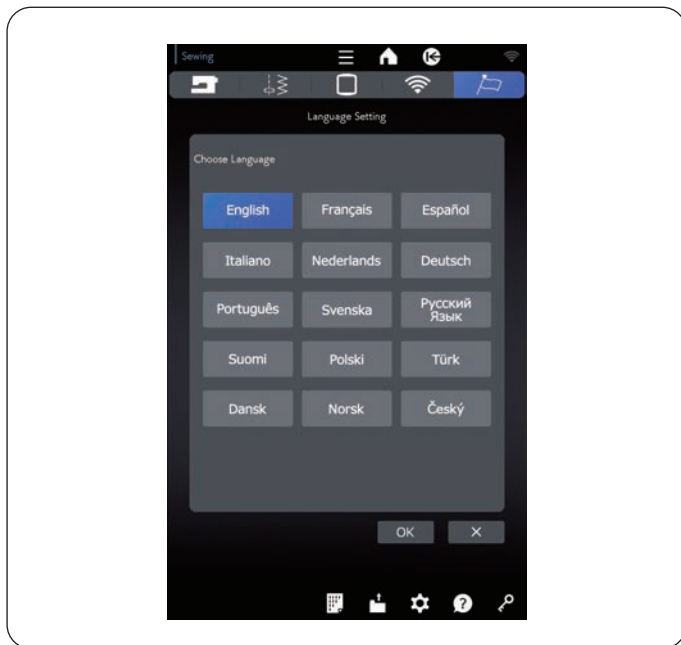 Sewing
Language Setting
Choose Language
English Français Español
Italiano Nederlands Deutsch
Português Svenska Русский
Язык
Suomi Polski Türk
Dansk Norsk Český
OK X